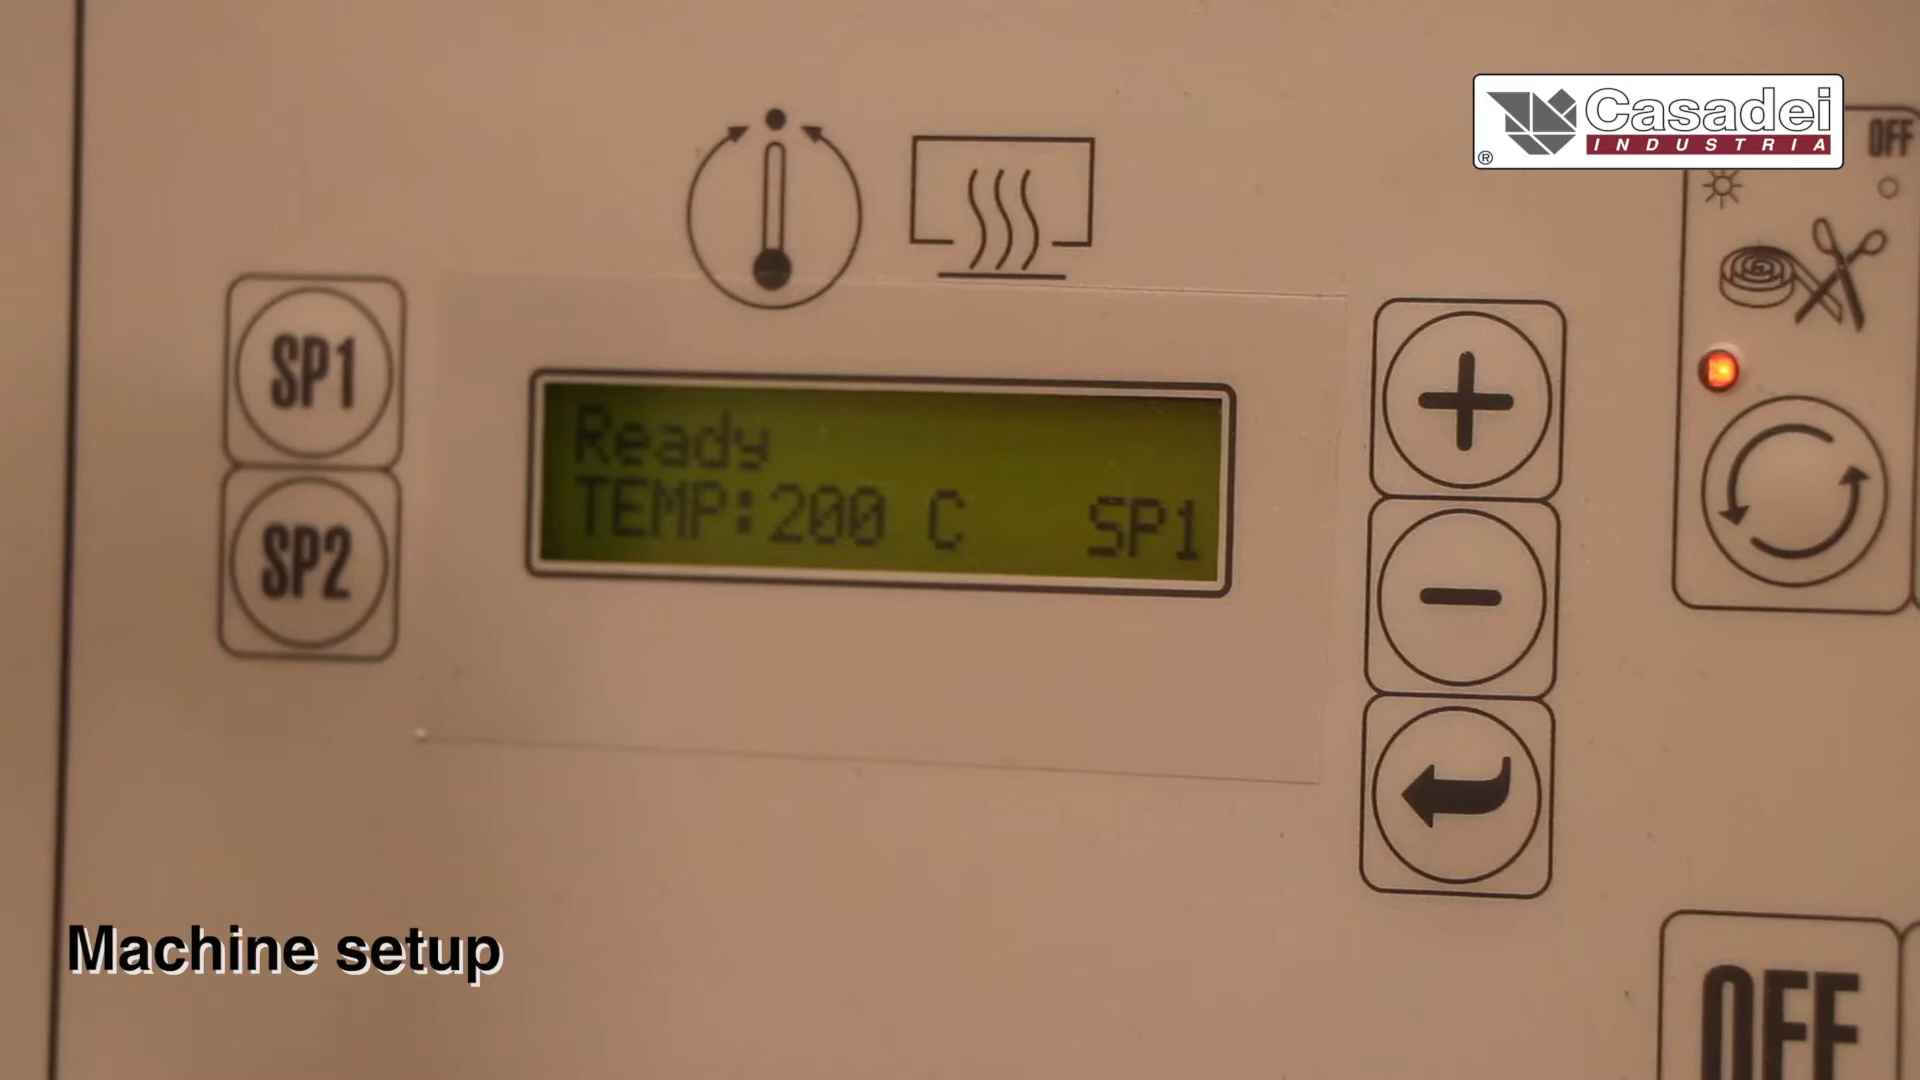 Casadei
INDUSTRIA
®
OFF
SP1
SP2
Ready
TEMP:200 C SP1
Machine setup
OFF